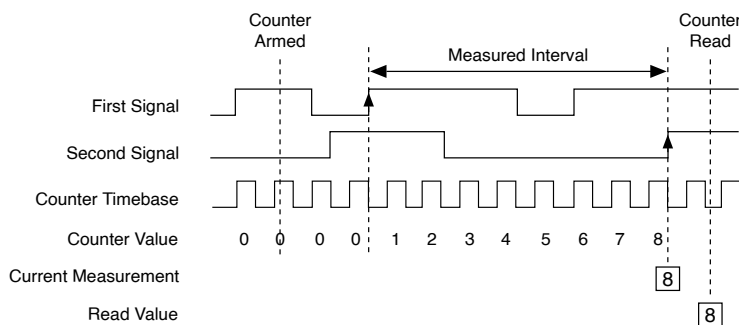 Counter
Armed
Counter
Read
Measured Interval
First Signal
Second Signal
Counter Timebase
Counter Value 0 0 0 0 1 2 3 4 5 6 7 8
Current Measurement 8
Read Value 8